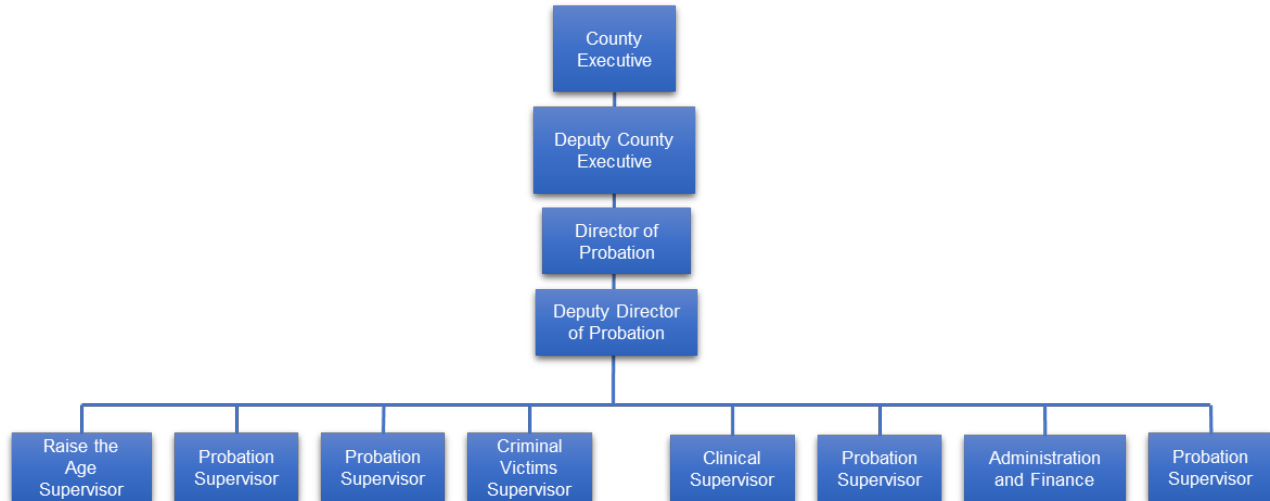 County
Executive
Deputy County
Executive
Director of
Probation
Deputy Director
of Probation
Raise the
Age
Supervisor
Probation
Supervisor
Probation
Supervisor
Criminal
Victims
Supervisor
Clinical
Supervisor
Probation
Supervisor
Administration
and Finance
Probation
Supervisor